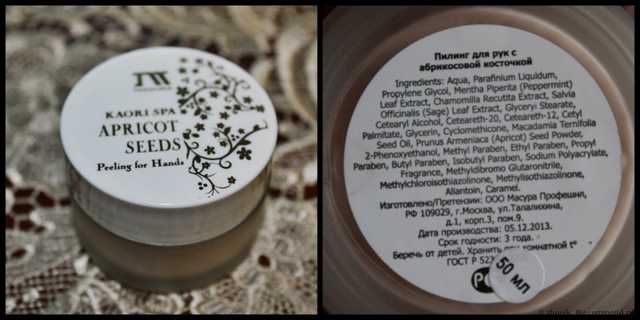 KAORI SPA
APRICOT
SEEDS
Peeling for Hands
Пилинг для рук с
абрикосовой косточкой
Ingredients: Aqua, Parafinium Liquidum,
Propylene Glycol, Mentha Piperita (Peppermint)
Leaf Extract, Chamomilla Recutita Extract, Salvia
Officinalis (Sage) Leaf Extract, Glyceryl Stearate,
Cetearyl Alcohol, Ceteareth-20, Ceteareth-12, Cetyl
Palmitate, Glycerin, Cyclomethicone, Macadamia Ternifolia
Seed Oil, Prunus Armeniaca (Apricot) Seed Powder,
2-Phenoxyethanol, Methyl Paraben, Ethyl Paraben, Propyl
Paraben, Butyl Paraben, Isobutyl Paraben, Sodium Polyacrylate,
Fragrance, Methyldibromo Glutaronitrile,
Methylchloroisothiazolinone, Methylisothiazolinone,
Allantoin, Caramel.
Изготовлено/Претензии: ООО Масура Профешнл,
РФ 109029, г.Москва, ул.Талалихина,
д.1, корп.3, пом.9.
Дата производства: 05.12.2013.
Срок годности: 3 года.
Беречь от детей. Хранить при комнатной t°
ГОСТ Р 52
50 мл